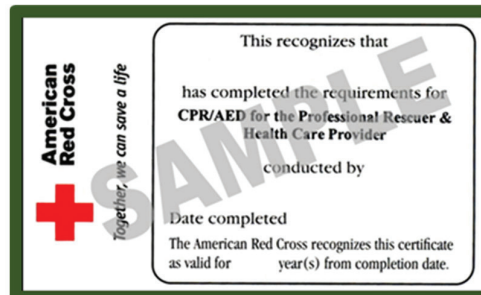 American
Red Cross
Together, we can save a life
This recognizes that
has completed the requirements for
CPR/AED for the Professional Rescuer &
Health Care Provider
conducted by
Date completed
The American Red Cross recognizes this certificate
as valid for year(s) from completion date.
SAMPLE